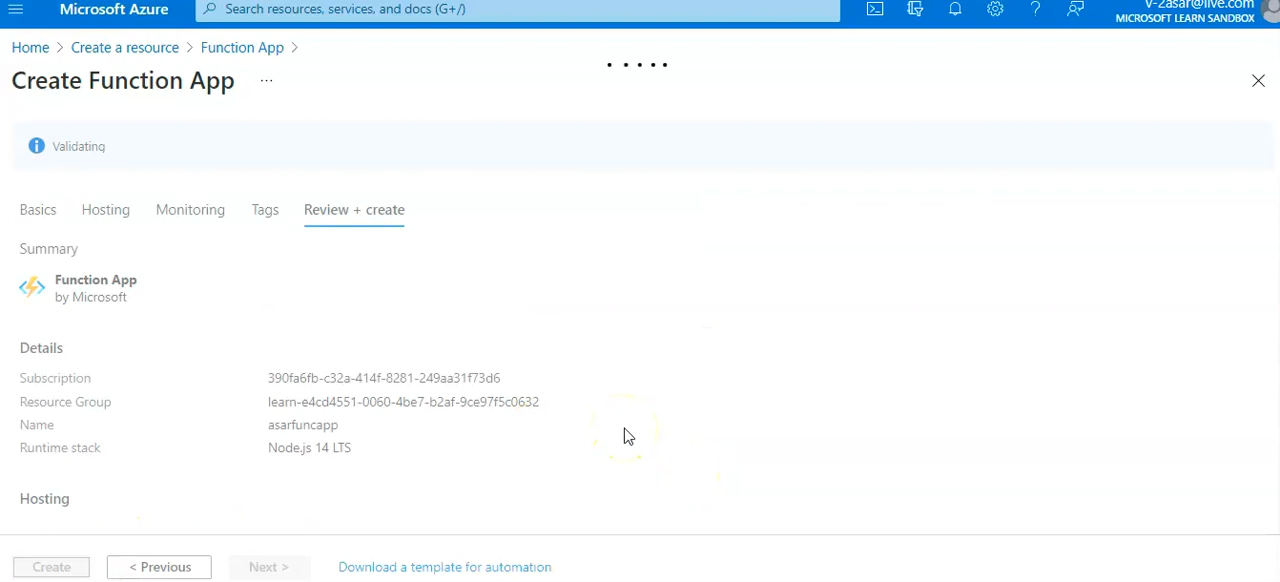 Microsoft Azure
Search resources, services, and docs (G+/)
v-2asar@live.com
MICROSOFT LEARN SANDBOX
Home > Create a resource > Function App >
Create Function App ...
Validating
Basics Hosting Monitoring Tags Review + create
Summary
Function App
by Microsoft
Details
Subscription 390fa6fb-c32a-414f-8281-249aa31f73d6
Resource Group learn-e4cd4551-0060-4be7-b2af-9ce97f5c0632
Name asarfuncapp
Runtime stack Node.js 14 LTS
Hosting
Create < Previous Next > Download a template for automation